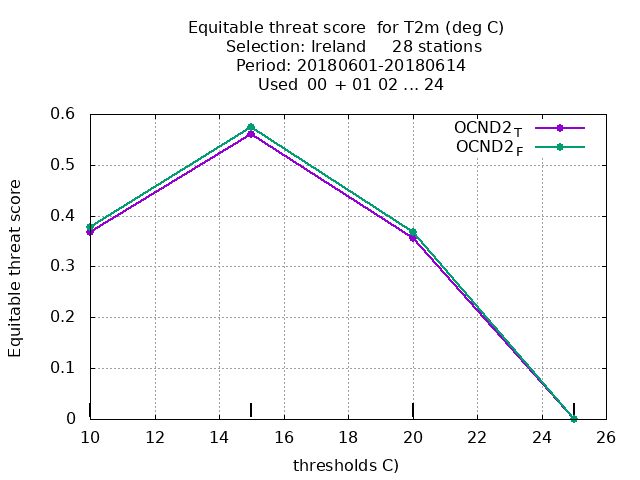 Equitable threat score for T2m (deg C)
Selection: Ireland 28 stations
Period: 20180601-20180614
Used 00 + 01 02 ... 24
OCND2T
OCND2F
Equitable threat score
0.6
0.5
0.4
0.3
0.2
0.1
0
10 12 14 16 18 20 22 24 26
thresholds C)